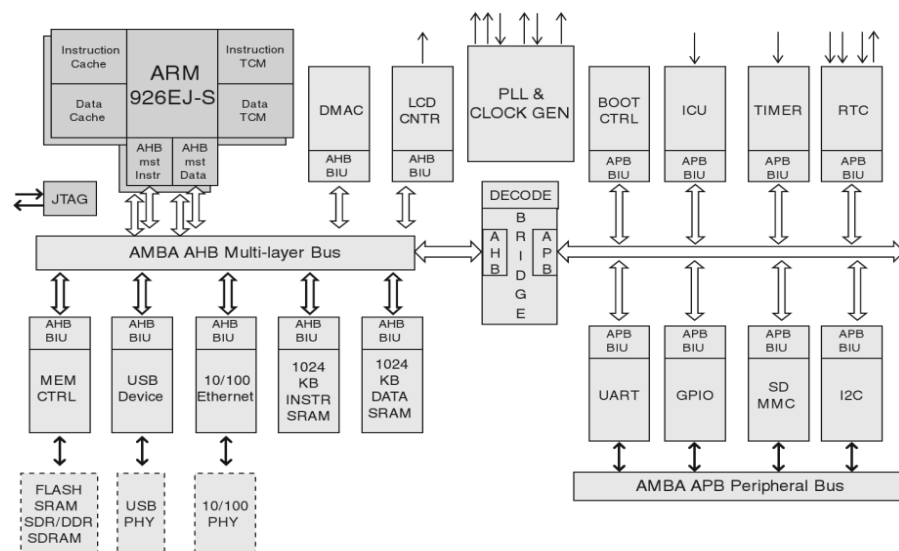 Instruction
Cache
ARM
926EJ-S
Instruction
TCM
Data
Cache
Data
TCM
AHB
mst
Instr
AHB
mst
Data
JTAG
DMAC
AHB
BIU
LCD
CNTR
AHB
BIU
PLL &
CLOCK GEN
BOOT
CTRL
APB
BIU
ICU
APB
BIU
TIMER
APB
BIU
RTC
APB
BIU
AMBA AHB Multi-layer Bus
DECODE
AHB
BRIDGE
APB
AHB
BIU
MEM
CTRL
AHB
BIU
USB
Device
AHB
BIU
10/100
Ethernet
AHB
BIU
1024
KB
INSTR
SRAM
AHB
BIU
1024
KB
DATA
SRAM
APB
BIU
UART
APB
BIU
GPIO
APB
BIU
SD
MMC
APB
BIU
I2C
FLASH
SRAM
SDR/DDR
SDRAM
USB
PHY
10/100
PHY
AMBA APB Peripheral Bus